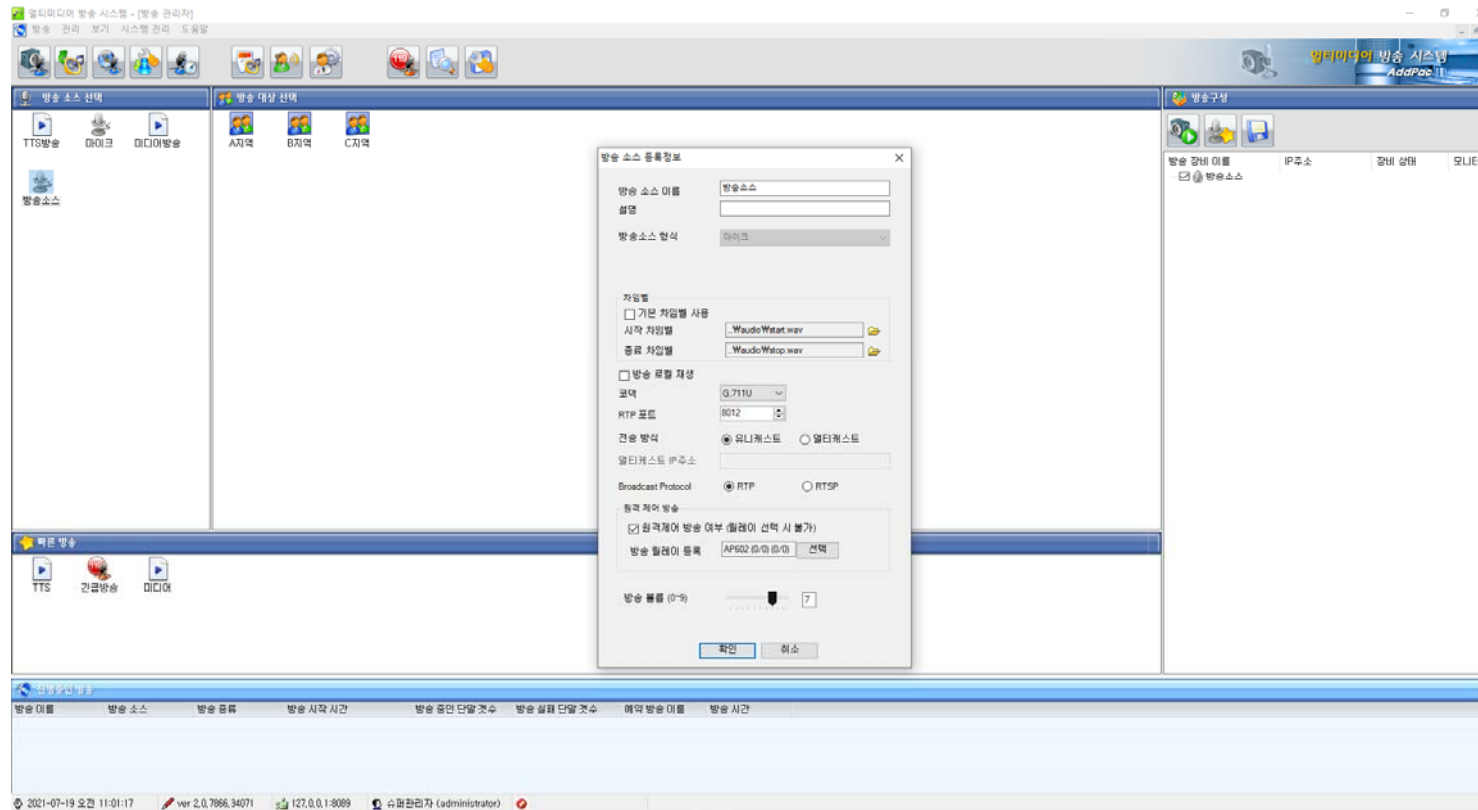 멀티미디어 방송 시스템 - [방송 관리자]
방송 관리 보기 시스템 관리 도움말
멀티미디어 방송 시스템
AddPac
방송 소스 선택
방송 대상 선택
방송구성
TTS방송 마이크 미디어방송
A지역 B지역 C지역
방송소스
방송 장비 이름 IP주소 장비 상태
방송소스
방송 소스 등록정보
방송 소스 이름 방송소스
설명
방송소스 형식 마이크
차임벨
기본 차임벨 사용
시작 차임벨 ..₩audio₩start.wav
종료 차임벨 ..₩audio₩stop.wav
방송 로컬 재생
코덱 G.711U
RTP 포트 8012
전송 방식 유니캐스트 멀티캐스트
멀티캐스트 IP주소
Broadcast Protocol RTP RTSP
원격 제어 방송
원격제어 방송 여부 (릴레이 선택 시 불가)
방송 릴레이 등록 AP602 (0/0) (0/0) 선택
방송 볼륨 (0~9) 7
확인 취소
빠른 방송
TTS 긴급방송 미디어
진행중인 방송
방송 이름 방송 소스 방송 종류 방송 시작 시간 방송 중인 단말 갯수 방송 실패 단말 갯수 예약 방송 이름 방송 시간
2021-07-19 오전 11:01:17 ver 2,0,7866,34071 127,0,0,1:8089 슈퍼관리자 (administrator)